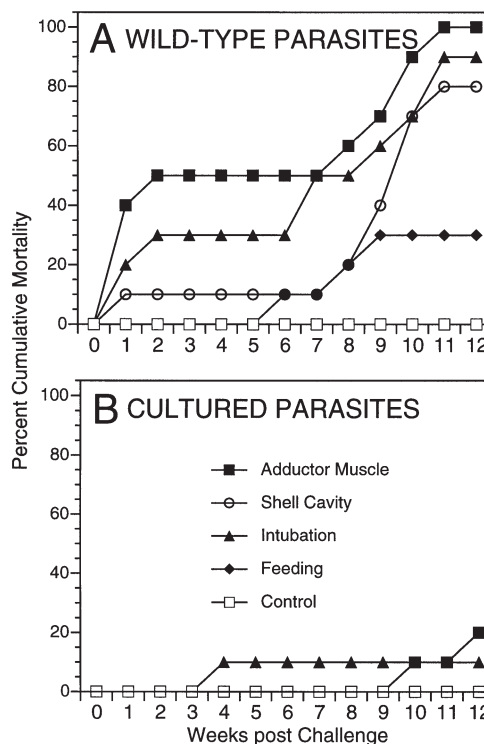 A WILD-TYPE PARASITES
100
80
60
40
20
0
0 1 2 3 4 5 6 7 8 9 10 11 12
Percent Cumulative Mortality
B CULTURED PARASITES
100
80
60
40
20
0
Adductor Muscle
Shell Cavity
Intubation
Feeding
Control
0 1 2 3 4 5 6 7 8 9 10 11 12
Weeks post Challenge